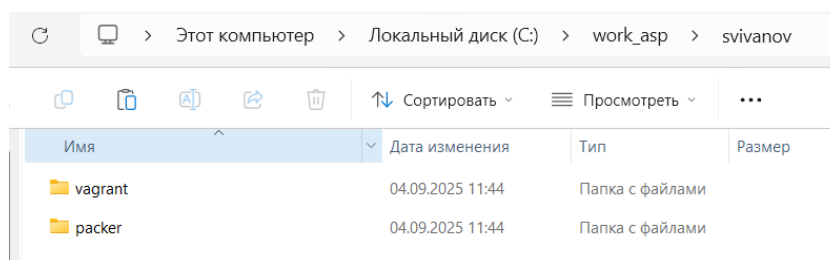 Этот компьютер > Локальный диск (C:) > work_asp > svivanov
Сортировать Просмотреть ...
Имя Дата изменения Тип Размер
vagrant 04.09.2025 11:44 Папка с файлами
packer 04.09.2025 11:44 Папка с файлами